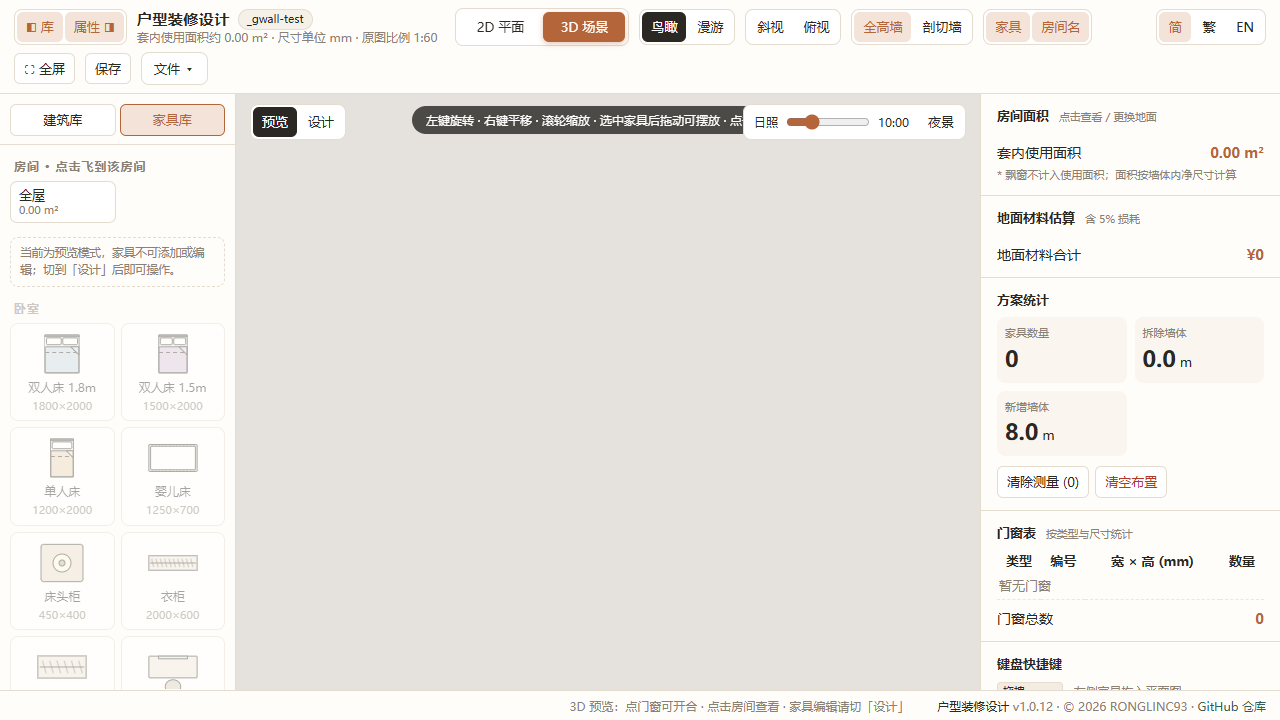 ◧ 库 属性 ◨
户型装修设计 _gwall-test
套内使用面积约 0.00 m² · 尺寸单位 mm · 原图比例 1:60
2D 平面 3D 场景
鸟瞰 漫游
斜视 俯视
全高墙 剖切墙
家具 房间名
简 繁 EN
⛶ 全屏 保存 文件 ▾
建筑库 家具库
房间 · 点击飞到该房间
全屋
0.00 m²
当前为预览模式，家具不可添加或编
辑；切到「设计」后即可操作。
卧室
双人床 1.8m 双人床 1.5m
1800×2000 1500×2000
单人床 婴儿床
1200×2000 1250×700
床头柜 衣柜
450×400 2000×600
预览 设计
左键旋转 · 右键平移 · 滚轮缩放 · 选中家具后拖动可摆放 · 点
日照 10:00 夜景
房间面积 点击查看 / 更换地面
套内使用面积 0.00 m²
* 飘窗不计入使用面积；面积按墙体内净尺寸计算
地面材料估算 含 5% 损耗
地面材料合计 ¥0
方案统计
家具数量 拆除墙体
0 0.0 m
新增墙体
8.0 m
清除测量 (0) 清空布置
门窗表 按类型与尺寸统计
类型 编号 宽 × 高 (mm) 数量
暂无门窗
门窗总数 0
键盘快捷键
3D 预览：点门窗可开合 · 点击房间查看 · 家具编辑请切「设计」
户型装修设计 v1.0.12 · © 2026 RONGLINC93 · GitHub 仓库